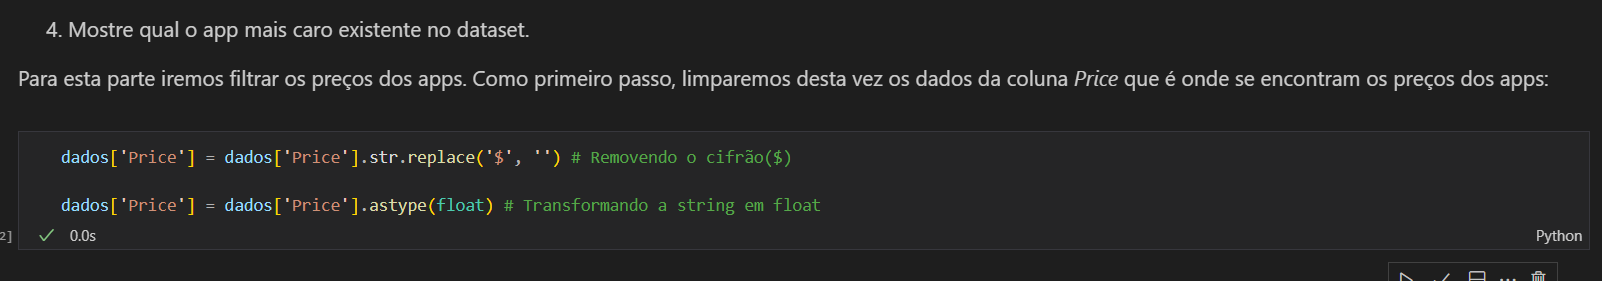 4. Mostre qual o app mais caro existente no dataset.
Para esta parte iremos filtrar os preços dos apps. Como primeiro passo, limparemos desta vez os dados da coluna Price que é onde se encontram os preços dos apps:
dados['Price'] = dados['Price'].str.replace('$', '') # Removendo o cifrão($)
dados['Price'] = dados['Price'].astype(float) # Transformando a string em float
2] 0.0s Python